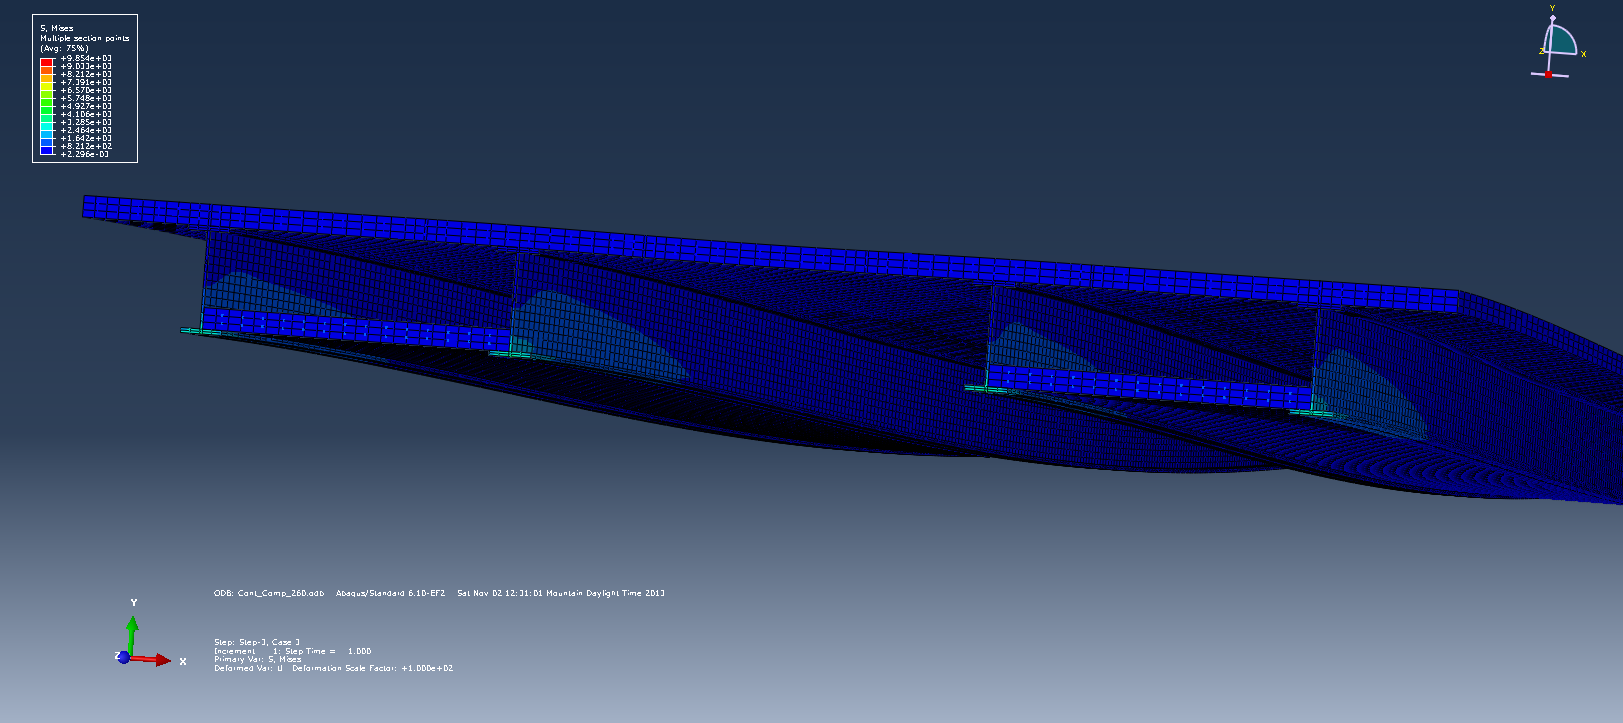 S, Mises
Multiple section points
(Avg: 75%)
+9.854e+03
+9.033e+03
+8.212e+03
+7.391e+03
+6.570e+03
+5.748e+03
+4.927e+03
+4.106e+03
+3.285e+03
+2.464e+03
+1.642e+03
+8.212e+02
+2.296e-03
Y
Z
X
ODB: Cont_Comp_260.odb Abaqus/Standard 6.10-EF2 Sat Nov 02 12:31:01 Mountain Daylight Time 2013
Y
Z
X
Step: Step-3, Case 3
Increment 1: Step Time = 1.000
Primary Var: S, Mises
Deformed Var: U Deformation Scale Factor: +1.000e+02